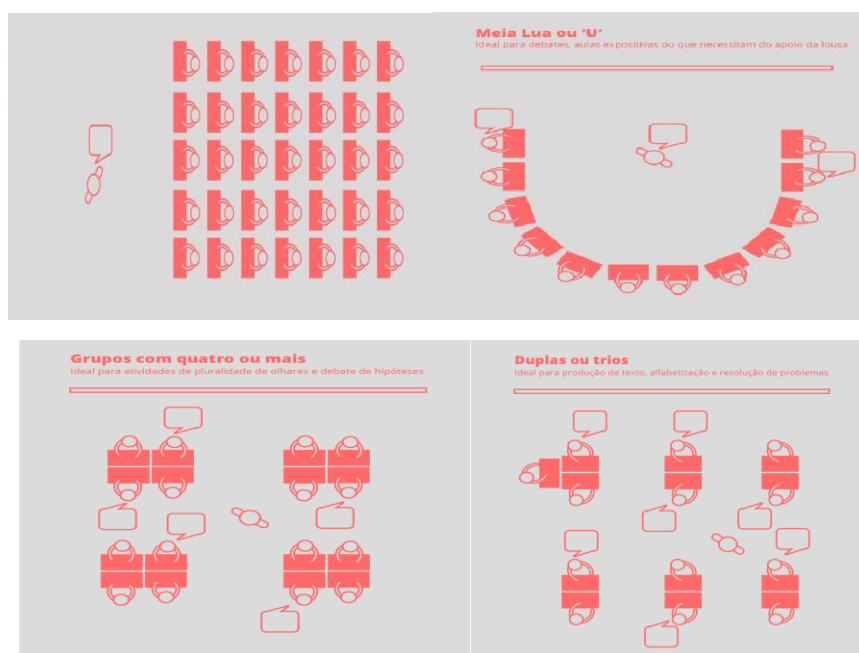 Meia Lua ou ‘U’
Ideal para debates, aulas expositivas ou que necessitam do apoio da lousa
Grupos com quatro ou mais
Ideal para atividades de pluralidade de olhares e debate de hipóteses
Duplas ou trios
Ideal para produção de texto, alfabetização e resolução de problemas